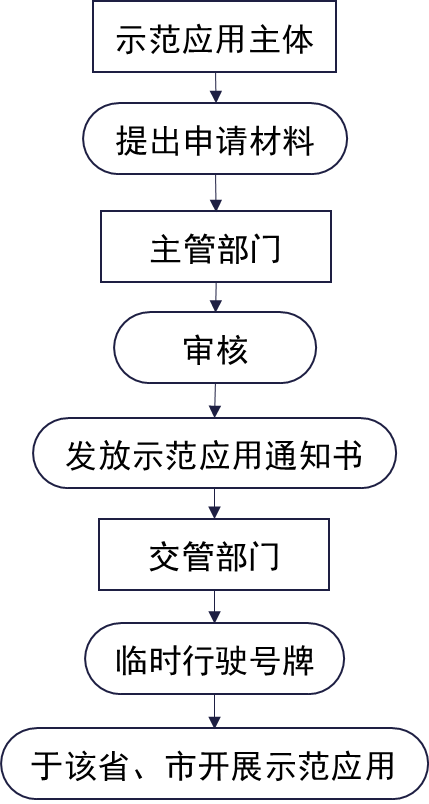 示范应用主体
提出申请材料
主管部门
审核
发放示范应用通知书
交管部门
临时行驶号牌
于该省、市开展示范应用